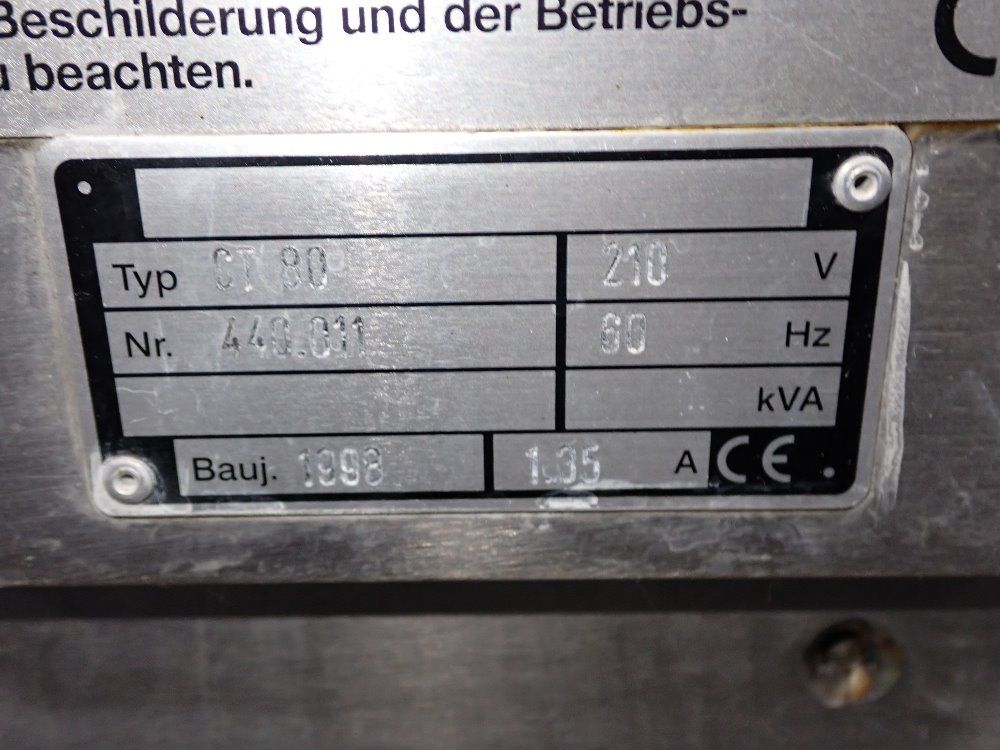 Beschilderung und der Betriebs-
beachten.
Typ CT 80 210 V
Nr. 440.011 60 Hz
kVA
Bauj. 1998 1.35 A CE